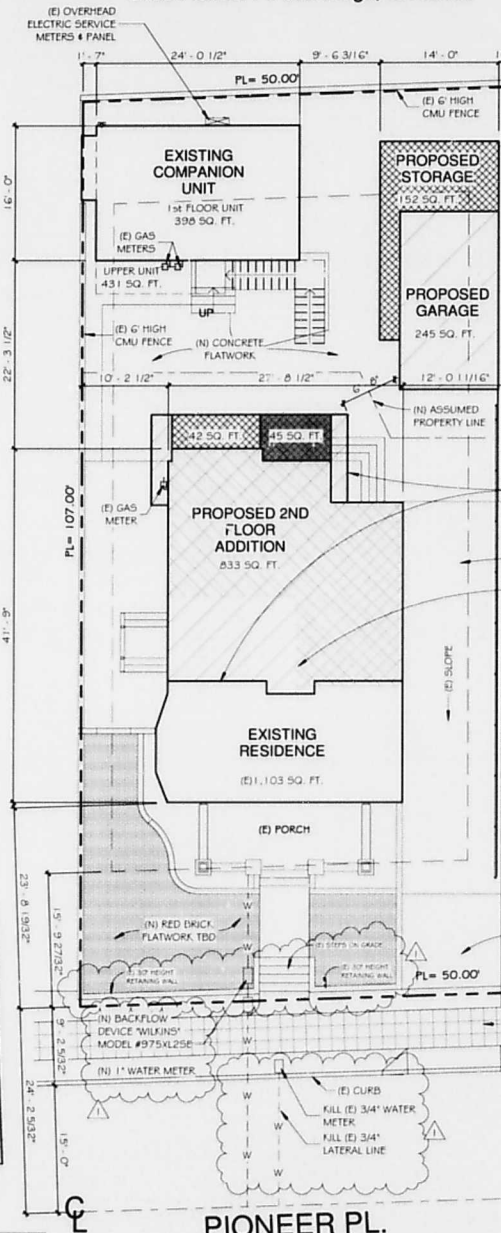 (E) OVERHEAD
ELECTRIC SERVICE
METERS & PANEL
1'- 7"
24'-0 1/2"
9'- 6 3/16"
14'- 0"
PL= 50.00'
(E) 6' HIGH
CMU FENCE
16'- 0"
EXISTING
COMPANION
UNIT
1st FLOOR UNIT
398 SQ. FT.
PROPOSED
STORAGE
152 SQ. FT.
(E) GAS
METERS
UPPER UNIT
431 SQ. FT.
UP
PROPOSED
GARAGE
245 SQ. FT.
22'- 3 1/2"
(E) 6' HIGH
CMU FENCE
(N) CONCRETE
FLATWORK
10'- 2 1/2"
27'- 8 1/2"
6'- 8"
12'- 0 11/16"
(N) ASSUMED
PROPERTY LINE
42 SQ. FT.
45 SQ. FT.
(E) GAS
METER
PROPOSED 2ND
FLOOR
ADDITION
833 SQ. FT.
PL= 107.00'
41'- 9"
(E) SLOPE
EXISTING
RESIDENCE
(E)1,103 SQ. FT.
(E) PORCH
23'- 8 19/32"
15'- 9 27/32"
(N) RED BRICK
FLATWORK TBD
W
W
(E) STEPS ON GRADE
1
(E) 30" HEIGHT
RETAINING WALL
W
(E) 30" HEIGHT
RETAINING WALL
PL= 50.00'
9'- 2 5/32"
(N) BACKFLOW
DEVICE "WILKINS"
MODEL #975XL25E
W
(N) 1" WATER METER
24'- 2 5/32"
15'- 0"
(E) CURB
KILL (E) 3/4" WATER
METER
KILL (E) 3/4"
LATERAL LINE
W
W
W
W
1
1
CL
PIONEER PL.